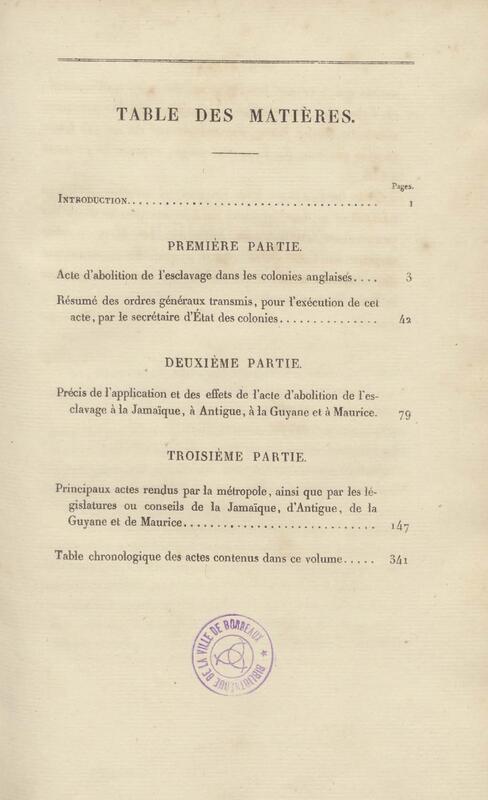 TABLE DES MATIÈRES.
Pages.
INTRODUCTION........................................ 1
PREMIÈRE PARTIE.
Acte d'abolition de l'esclavage dans les colonies anglaises.... 3
Résumé des ordres généraux transmis, pour l'exécution de cet
acte, par le secrétaire d'État des colonies............... 42
DEUXIÈME PARTIE.
Précis de l'application et des effets de l'acte d'abolition de l'es-
clavage à la Jamaïque, à Antigue, à la Guyane et à Maurice. 79
TROISIÈME PARTIE.
Principaux actes rendus par la métropole, ainsi que par les lé-
gislatures ou conseils de la Jamaïque, d'Antigue, de la
Guyane et de Maurice............................ 147
Table chronologique des actes contenus dans ce volume..... 341
BIBLIOTHÈQUE DE LA VILLE DE BORDEAUX *